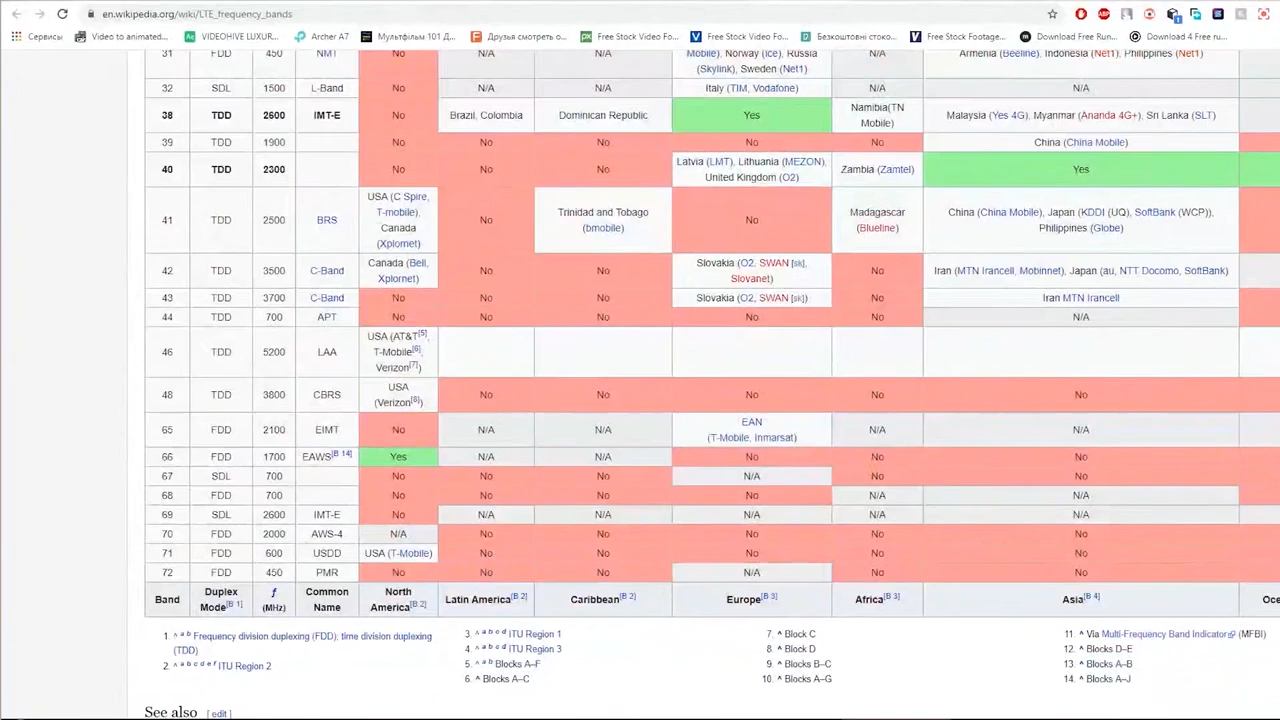 en.wikipedia.org/wiki/LTE_frequency_bands
Сервисы Video to animated... VIDEOHIVE LUXUR... Archer A7 Мультфільм 101 Д... Друзья смотреть о... Free Stock Video Fo... Free Stock Video Fo... Безкоштовні стоко... Free Stock Footage... Download Free Run... Download 4 Free ru...
31 FDD 450 NMT No N/A N/A Mobile), Norway (Ice), Russia (Skylink), Sweden (Net1) N/A Armenia (Beeline), Indonesia (Net1), Philippines (Net1)
32 SDL 1500 L-Band No N/A N/A Italy (TIM, Vodafone) N/A N/A
38 TDD 2600 IMT-E No Brazil, Colombia Dominican Republic Yes Namibia(TN Mobile) Malaysia (Yes 4G), Myanmar (Ananda 4G+), Sri Lanka (SLT)
39 TDD 1900 No No No No No China (China Mobile)
40 TDD 2300 No No No Latvia (LMT), Lithuania (MEZON), United Kingdom (O2) Zambia (Zamtel) Yes
41 TDD 2500 BRS USA (C Spire, T-mobile), Canada (Xplornet) No Trinidad and Tobago (bmobile) No Madagascar (Blueline) China (China Mobile), Japan (KDDI (UQ), SoftBank (WCP)), Philippines (Globe)
42 TDD 3500 C-Band Canada (Bell, Xplornet) No No Slovakia (O2, SWAN [sk], Slovanet) No Iran (MTN Irancell, Mobinnet), Japan (au, NTT Docomo, SoftBank)
43 TDD 3700 C-Band No No No Slovakia (O2, SWAN [sk]) No Iran MTN Irancell
44 TDD 700 APT No No No No No N/A
46 TDD 5200 LAA USA (AT&T[5], T-Mobile[6], Verizon[7])
48 TDD 3800 CBRS USA (Verizon[8]) No No No No No
65 FDD 2100 EIMT No N/A N/A EAN (T-Mobile, Inmarsat) N/A N/A
66 FDD 1700 EAWS[B 14] Yes N/A N/A No No No
67 SDL 700 No No No N/A No No
68 FDD 700 No No No No N/A N/A
69 SDL 2600 IMT-E No N/A N/A N/A N/A N/A
70 FDD 2000 AWS-4 N/A No No No No No
71 FDD 600 USDD USA (T-Mobile) No No No No No
72 FDD 450 PMR No No No N/A No No
Band Duplex Mode[B 1] f (MHz) Common Name North America[B 2] Latin America[B 2] Caribbean[B 2] Europe[B 3] Africa[B 3] Asia[B 4] Oce
1. ^ a b Frequency division duplexing (FDD); time division duplexing (TDD)
2. ^ a b c d e f ITU Region 2
3. ^ a b c d ITU Region 1
4. ^ a b c d ITU Region 3
5. ^ a b Blocks A–F
6. ^ Blocks A–C
7. ^ Block C
8. ^ Block D
9. ^ Blocks B–C
10. ^ Blocks A–G
11. ^ Via Multi-Frequency Band Indicator (MFBI)
12. ^ Blocks D–E
13. ^ Blocks A–B
14. ^ Blocks A–J
See also [ edit ]